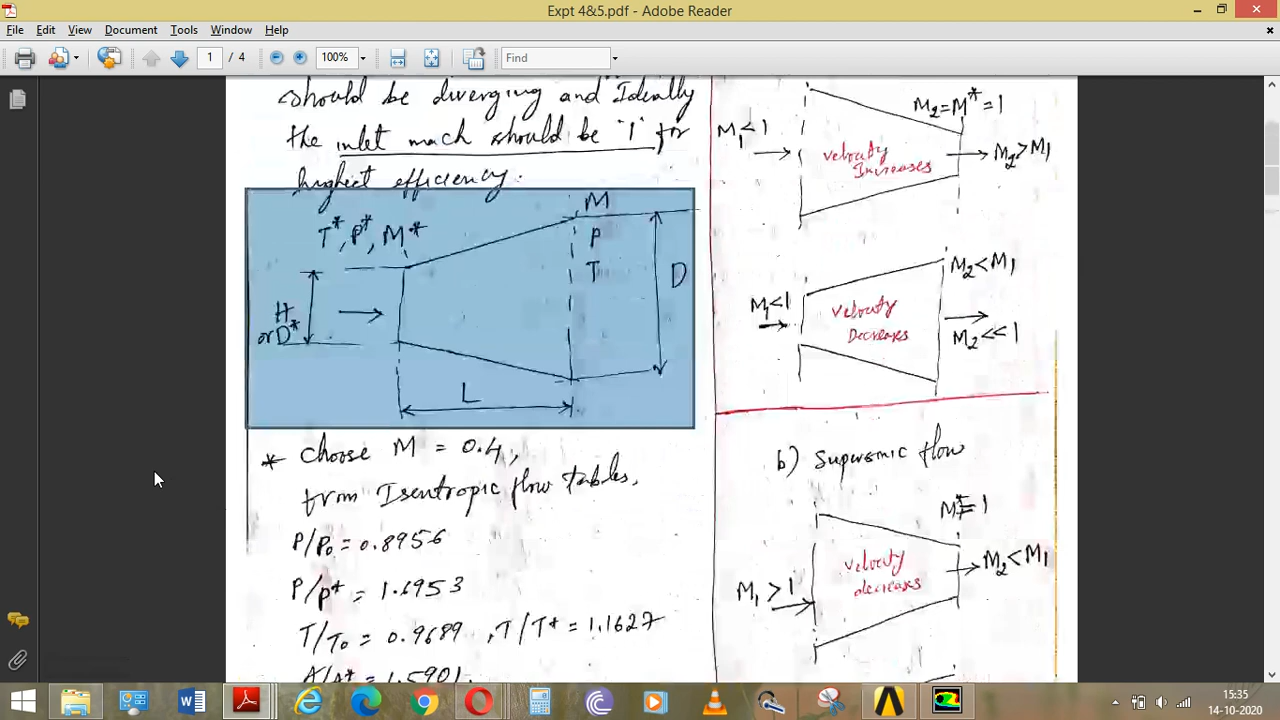 Expt 4&5.pdf - Adobe Reader
File Edit View Document Tools Window Help
1 / 4 100% Find
should be diverging and Ideally
the inlet mach should be "1" for
highest efficiency.
T*, P*, M*
M
P
T
D
H
or D*
L
* Choose M = 0.4,
from Isentropic flow tables,
P/P₀ = 0.8956
P/P* = 1.6953
T/T₀ = 0.9689 , T/T* = 1.1627
A/A* = 1.5901.
M₂=M*=1
M₁<1
velocity
Increases
M₂>M₁
M₂<M₁
M₁<1
velocity
Decreases
M₂<<1
b) Supersonic flow
M*=1
velocity
decreases
M₂<M₁
M₁>1
15:35
14-10-2020